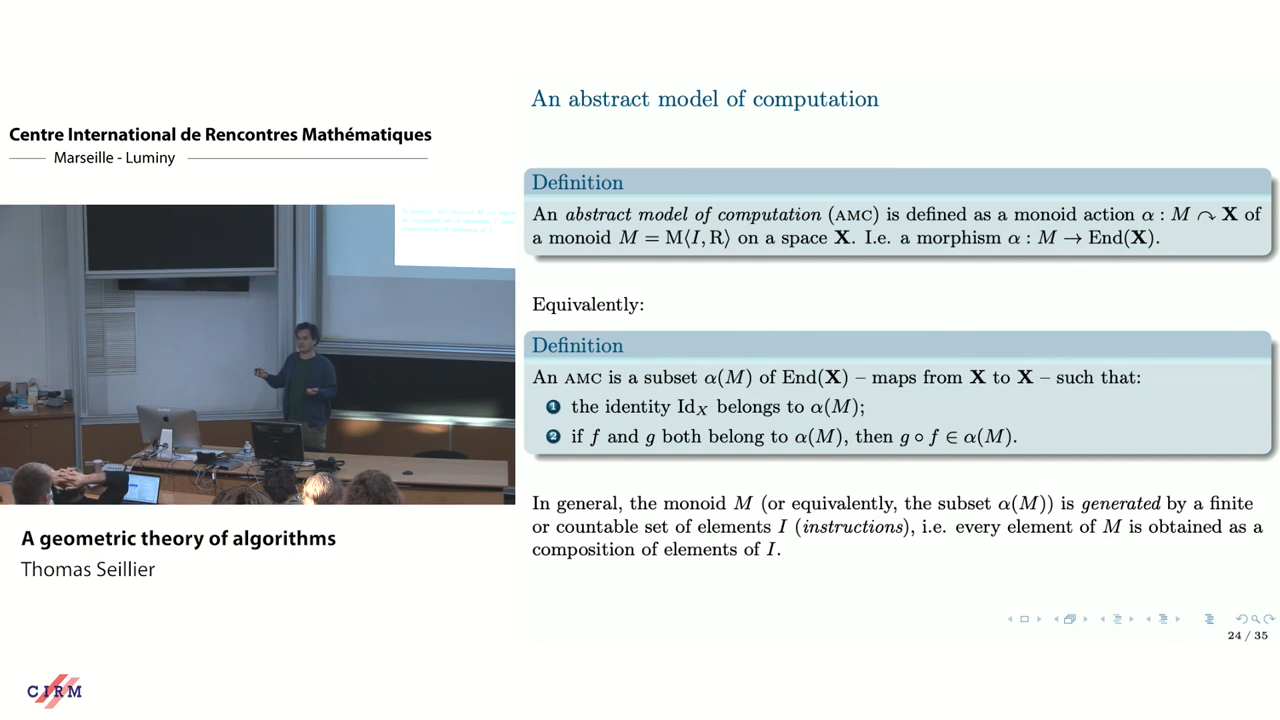 Centre International de Rencontres Mathématiques
Marseille - Luminy
A geometric theory of algorithms
Thomas Seillier
CIRM
An abstract model of computation
Definition
An abstract model of computation (AMC) is defined as a monoid action α : M ↷ X of
a monoid M = M⟨I, R⟩ on a space X. I.e. a morphism α : M → End(X).
Equivalently:
Definition
An AMC is a subset α(M) of End(X) – maps from X to X – such that:
1 the identity Id_X belongs to α(M);
2 if f and g both belong to α(M), then g ∘ f ∈ α(M).
In general, the monoid M (or equivalently, the subset α(M)) is generated by a finite
or countable set of elements I (instructions), i.e. every element of M is obtained as a
composition of elements of I.
24 / 35